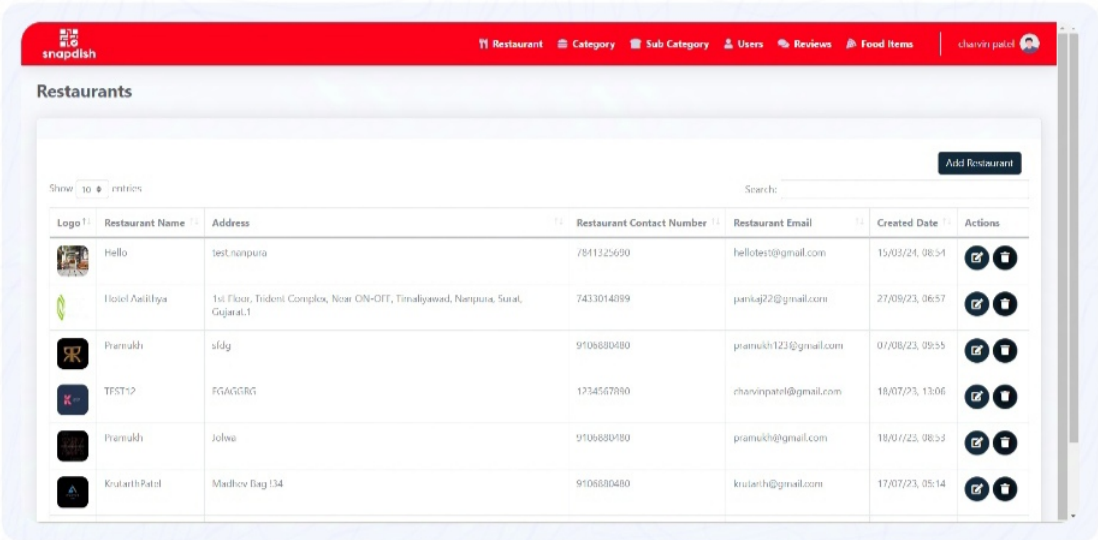 snapdish
Restaurant Category Sub Category Users Reviews Food Items charvin patel
Restaurants
Add Restaurant
Show 10 entries
Search:
Logo Restaurant Name Address Restaurant Contact Number Restaurant Email Created Date Actions
Hello test,nanpura 7841325690 hellotest@gmail.com 15/03/24, 08:54
Hotel Aatithya 1st Floor, Trident Complex, Near ON-OFF, Timaliyawad, Nanpura, Surat, 7433014899 pankaj22@gmail.com 27/09/23, 06:57
Gujarat.1
Pramukh sfdg 9106880480 pramukh123@gmail.com 07/08/23, 09:55
TEST12 FGAGGRG 1234567890 charvinpatel@gmail.com 18/07/23, 13:06
Pramukh Jolwa 9106880480 pramukh@gmail.com 18/07/23, 08:53
KrutarthPatel Madhev Bag !34 9106880480 krutarth@gmail.com 17/07/23, 05:14